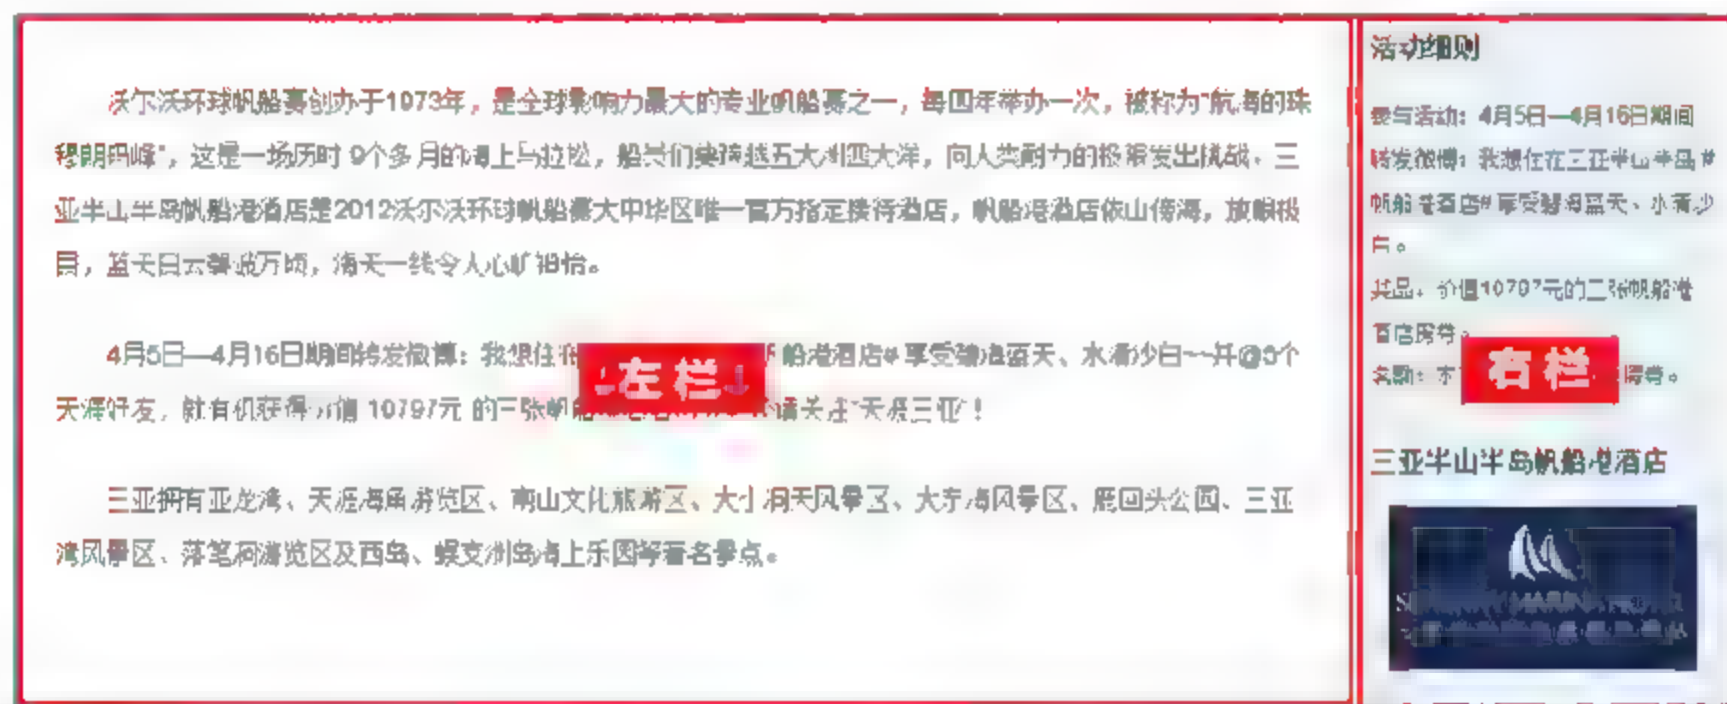 沃尔沃环球帆船赛创办于1973年，是全球影响力最大的专业帆船赛之一，每四年举办一次，被称为"航海的珠
穆朗玛峰"，这是一场历时 9个多月的海上马拉松，船员们要跨越五大洲四大洋，向人类耐力的极限发出挑战。三
亚半山半岛帆船港酒店是2012沃尔沃环球帆船赛大中华区唯一官方指定接待酒店，帆船港酒店依山傍海，放眼极
目，蓝天白云碧波万顷，海天一线令人心旷神怡。
4月5日—4月16日期间转发微博：我想住在
船港酒店#享受碧海蓝天、水清沙白~~并@3个
天涯好友，就有机会获得价值 10797元 的三张帆船
请关注"天涯三亚"！
三亚拥有亚龙湾、天涯海角游览区、南山文化旅游区、大小洞天风景区、大东海风景区、鹿回头公园、三亚
湾风景区、落笔洞游览区及西岛、蜈支洲岛海上乐园等著名景点。
左栏
活动细则
参与活动：4月5日—4月16日期间
转发微博：我想住在三亚半山半岛#
帆船港酒店#享受碧海蓝天、水清沙
白。
奖品：价值10797元的三张帆船港
酒店房券。
名额：
房券。
右栏
三亚半山半岛帆船港酒店